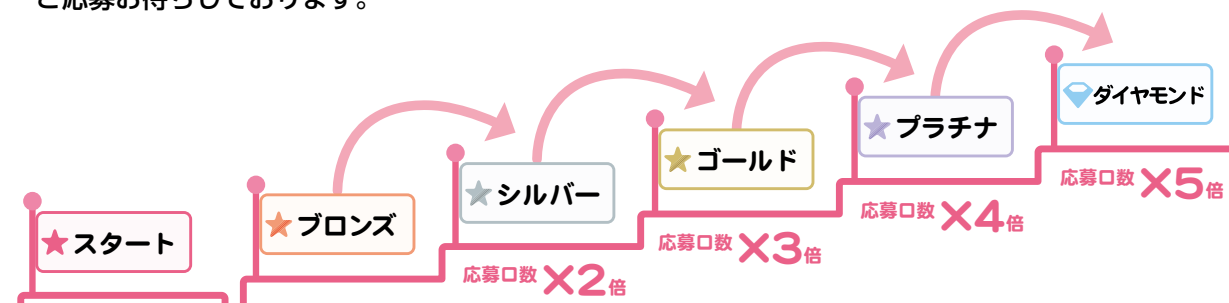 ご応募お待ちしております。
スタート
ブロンズ
シルバー
応募口数 ×2倍
ゴールド
応募口数 ×3倍
プラチナ
応募口数 ×4倍
ダイヤモンド
応募口数 ×5倍